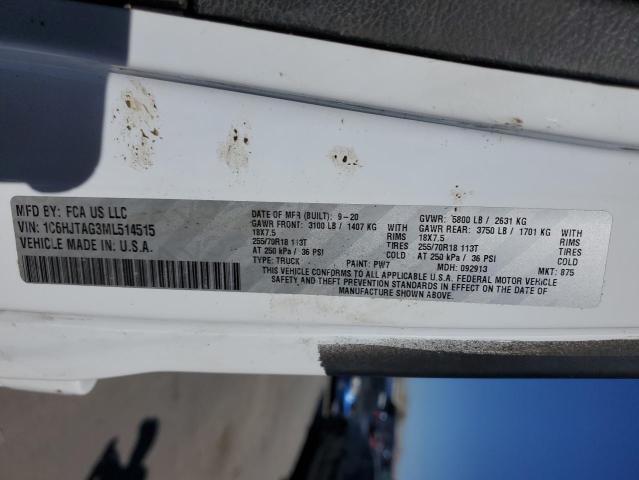 MFD BY: FCA US LLC
VIN: 1C6HJTAG3ML514515
VEHICLE MADE IN: U.S.A.
DATE OF MFR (BUILT): 9-20
GAWR FRONT: 3100 LB / 1407 KG WITH
18X7.5 RIMS
255/70R18 113T TIRES
AT 250 kPa / 36 PSI COLD
TYPE: TRUCK PAINT: PW7
GVWR: 5800 LB / 2631 KG
GAWR REAR: 3750 LB / 1701 KG WITH
18X7.5 RIMS
255/70R18 113T TIRES
AT 250 kPa / 36 PSI COLD
MDH: 092913 MKT: 875
THIS VEHICLE CONFORMS TO ALL APPLICABLE U.S.A. FEDERAL MOTOR VEHICLE
SAFETY AND THEFT PREVENTION STANDARDS IN EFFECT ON THE DATE OF
MANUFACTURE SHOWN ABOVE.